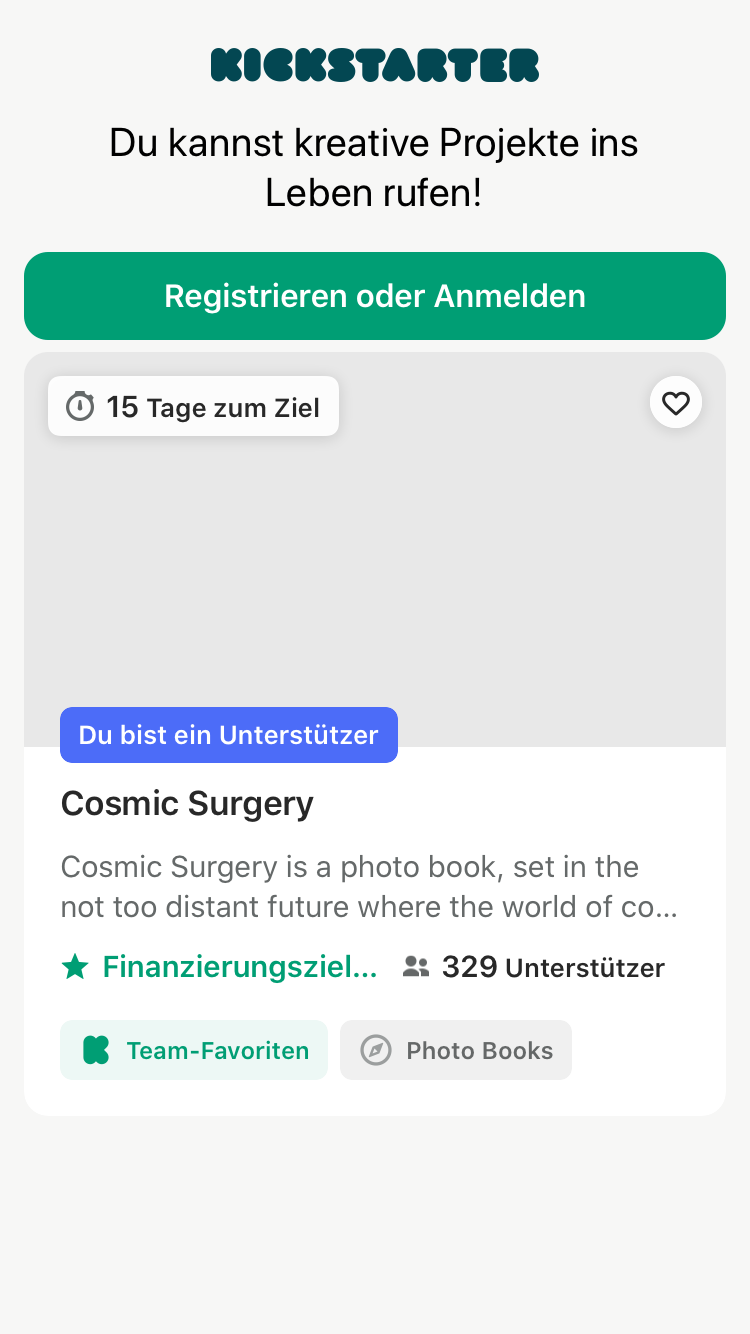 KICKSTARTER
Du kannst kreative Projekte ins
Leben rufen!
Registrieren oder Anmelden
15 Tage zum Ziel
Du bist ein Unterstützer
Cosmic Surgery
Cosmic Surgery is a photo book, set in the
not too distant future where the world of co...
Finanzierungsziel... 329 Unterstützer
Team-Favoriten Photo Books